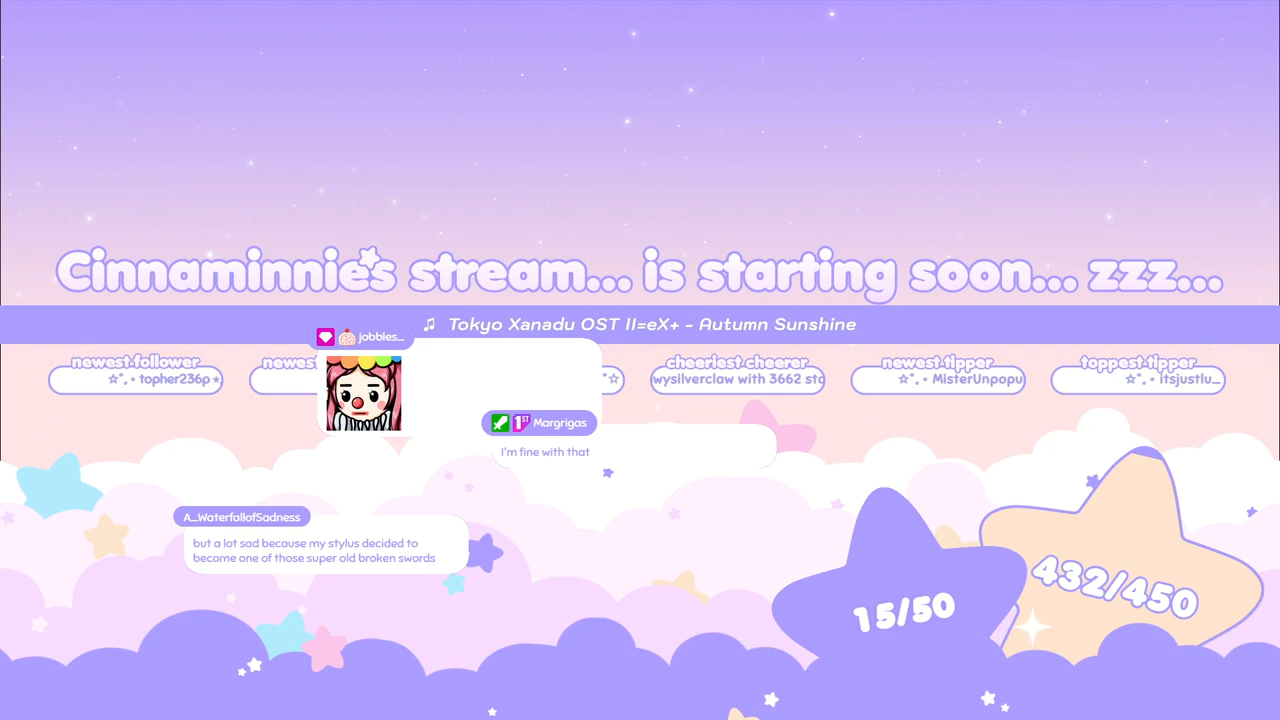 Cinnaminnie's stream... is starting soon... zzz...
♫ Tokyo Xanadu OST II=eX+ - Autumn Sunshine
jobbles_
newest follower
☆*.⋆ topher236p ⋆
newest
*☆
cheeriest cheerer
wysilverclaw with 3662
newest tipper
☆*.⋆ MisterUnpopu
toppest tipper
☆*.⋆ itsjustlu_
1ST Margrigas
I'm fine with that
A_WaterfallofSadness
but a lot sad because my stylus decided to
become one of those super old broken swords
15/50
432/450